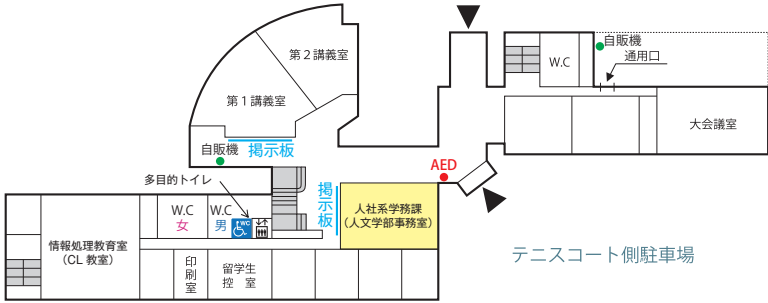 第2講義室
自販機
通用口
W.C
第1講義室
大会議室
自販機
掲示板
AED
多目的トイレ
掲示板
W.C
女
W.C
男
WC
人社系学務課
(人文学部事務室)
情報処理教育室
(CL 教室)
印刷室
留学生
控 室
テニスコート側駐車場